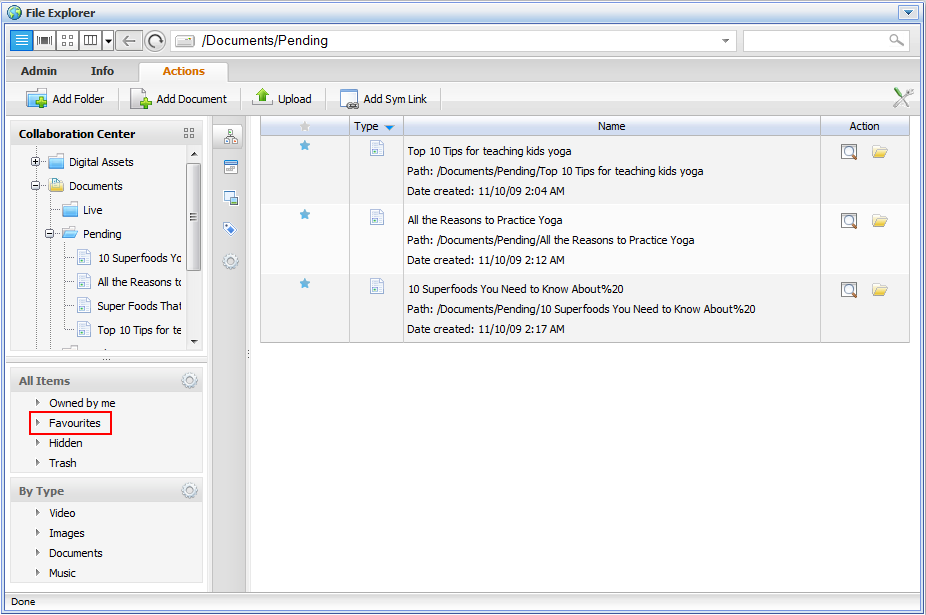 File Explorer
/Documents/Pending
Admin Info Actions
Add Folder Add Document Upload Add Sym Link
Collaboration Center
Digital Assets
Documents
Live
Pending
10 Superfoods Yo
All the Reasons to
Super Foods That
Top 10 Tips for te
All Items
Owned by me
Favourites
Hidden
Trash
By Type
Video
Images
Documents
Music
Type Name Action
Top 10 Tips for teaching kids yoga
Path: /Documents/Pending/Top 10 Tips for teaching kids yoga
Date created: 11/10/09 2:04 AM
All the Reasons to Practice Yoga
Path: /Documents/Pending/All the Reasons to Practice Yoga
Date created: 11/10/09 2:12 AM
10 Superfoods You Need to Know About%20
Path: /Documents/Pending/10 Superfoods You Need to Know About%20
Date created: 11/10/09 2:17 AM
Done